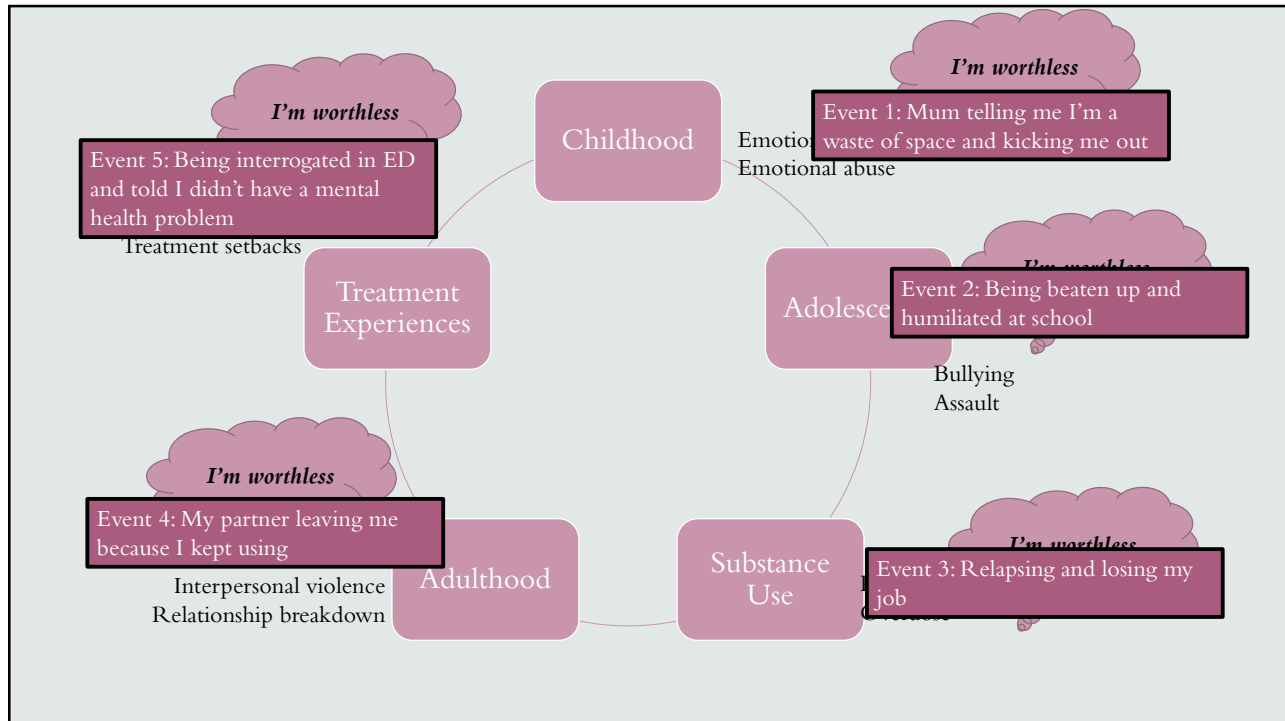 I'm worthless
Event 1: Mum telling me I'm a
waste of space and kicking me out
Childhood
Emotional abuse
I'm worthless
Event 2: Being beaten up and
humiliated at school
Bullying
Assault
I'm worthless
Event 3: Relapsing and losing my
job
Substance
Use
Overdose
I'm worthless
Event 4: My partner leaving me
because I kept using
Adulthood
Interpersonal violence
Relationship breakdown
I'm worthless
Event 5: Being interrogated in ED
and told I didn't have a mental
health problem
Treatment setbacks
Treatment
Experiences